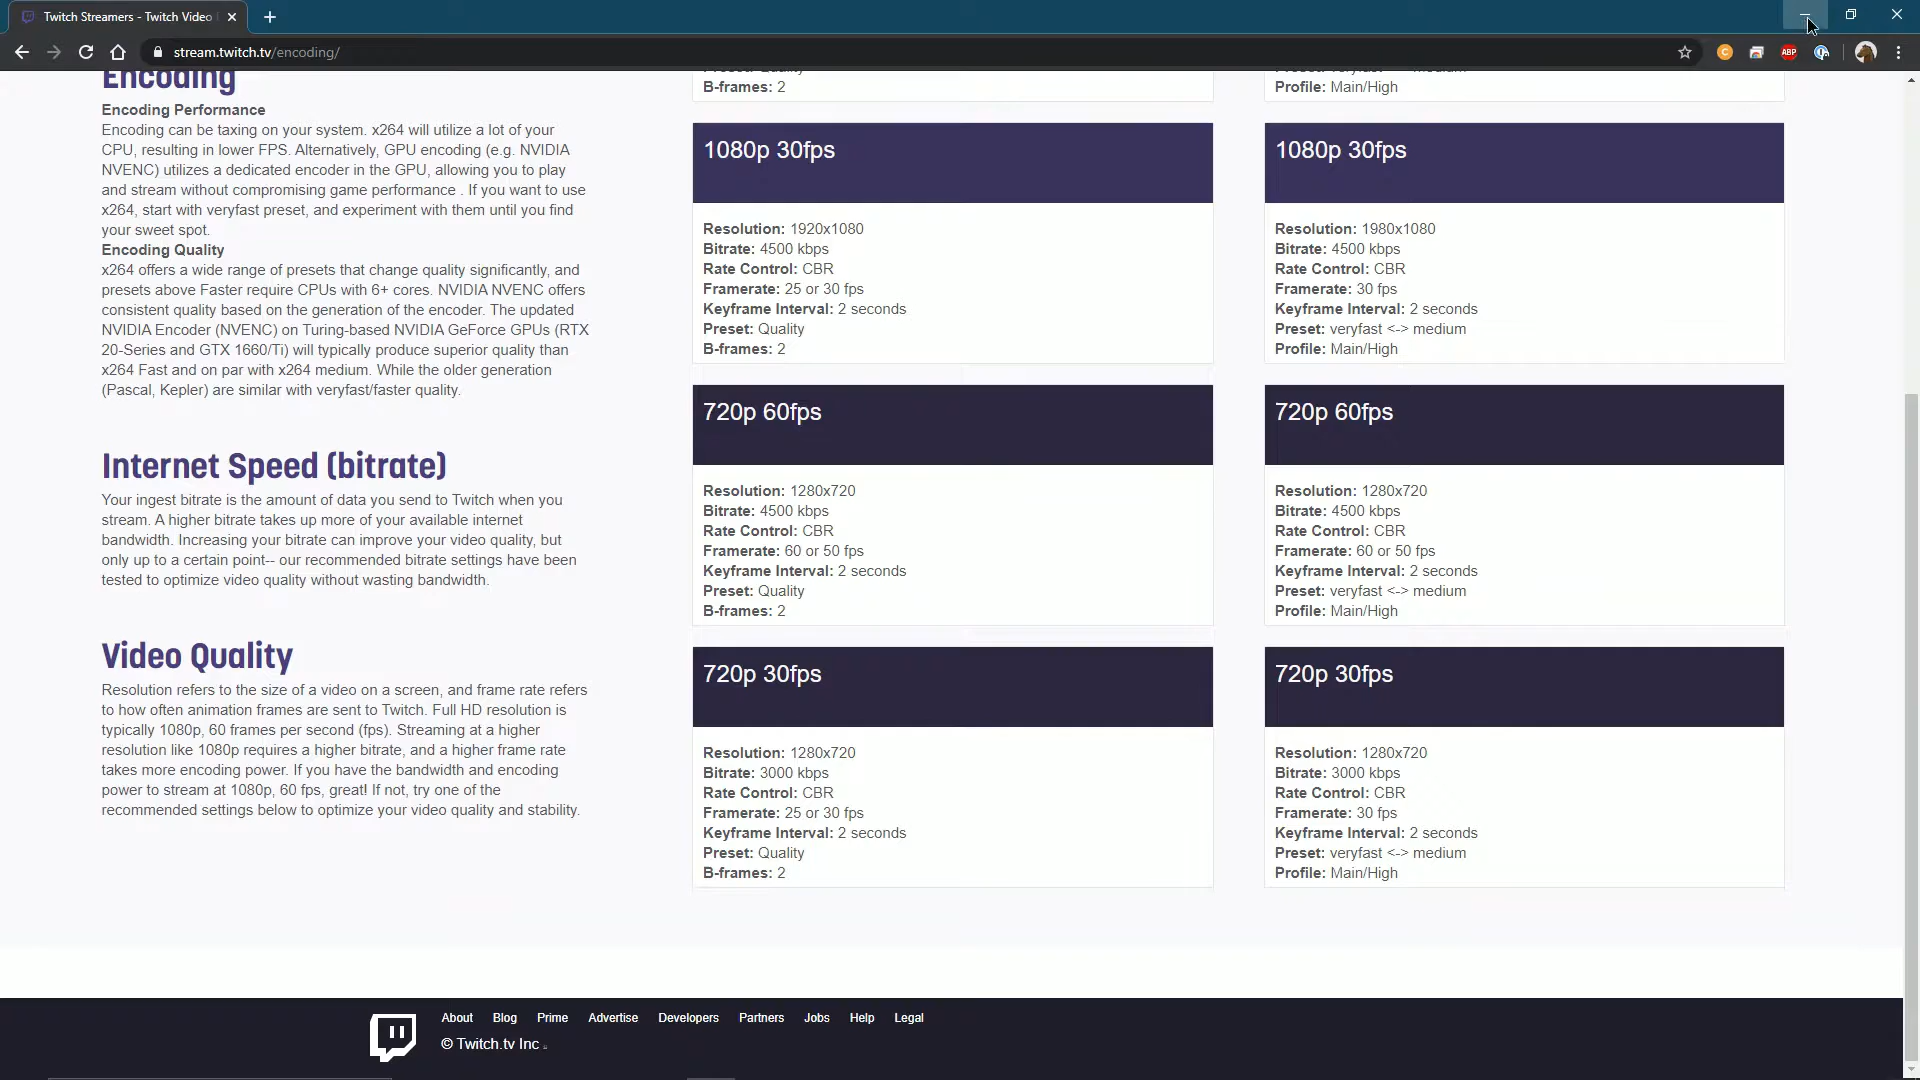 Twitch Streamers - Twitch Video
stream.twitch.tv/encoding/
ABP
Encoding
Encoding Performance
Encoding can be taxing on your system. x264 will utilize a lot of your
CPU, resulting in lower FPS. Alternatively, GPU encoding (e.g. NVIDIA
NVENC) utilizes a dedicated encoder in the GPU, allowing you to play
and stream without compromising game performance . If you want to use
x264, start with veryfast preset, and experiment with them until you find
your sweet spot.
Encoding Quality
x264 offers a wide range of presets that change quality significantly, and
presets above Faster require CPUs with 6+ cores. NVIDIA NVENC offers
consistent quality based on the generation of the encoder. The updated
NVIDIA Encoder (NVENC) on Turing-based NVIDIA GeForce GPUs (RTX
20-Series and GTX 1660/Ti) will typically produce superior quality than
x264 Fast and on par with x264 medium. While the older generation
(Pascal, Kepler) are similar with veryfast/faster quality.
Internet Speed (bitrate)
Your ingest bitrate is the amount of data you send to Twitch when you
stream. A higher bitrate takes up more of your available internet
bandwidth. Increasing your bitrate can improve your video quality, but
only up to a certain point-- our recommended bitrate settings have been
tested to optimize video quality without wasting bandwidth.
Video Quality
Resolution refers to the size of a video on a screen, and frame rate refers
to how often animation frames are sent to Twitch. Full HD resolution is
typically 1080p, 60 frames per second (fps). Streaming at a higher
resolution like 1080p requires a higher bitrate, and a higher frame rate
takes more encoding power. If you have the bandwidth and encoding
power to stream at 1080p, 60 fps, great! If not, try one of the
recommended settings below to optimize your video quality and stability.
Preset: Quality
B-frames: 2
1080p 30fps
Resolution: 1920x1080
Bitrate: 4500 kbps
Rate Control: CBR
Framerate: 25 or 30 fps
Keyframe Interval: 2 seconds
Preset: Quality
B-frames: 2
720p 60fps
Resolution: 1280x720
Bitrate: 4500 kbps
Rate Control: CBR
Framerate: 60 or 50 fps
Keyframe Interval: 2 seconds
Preset: Quality
B-frames: 2
720p 30fps
Resolution: 1280x720
Bitrate: 3000 kbps
Rate Control: CBR
Framerate: 25 or 30 fps
Keyframe Interval: 2 seconds
Preset: Quality
B-frames: 2
Preset: veryfast <-> medium
Profile: Main/High
1080p 30fps
Resolution: 1980x1080
Bitrate: 4500 kbps
Rate Control: CBR
Framerate: 30 fps
Keyframe Interval: 2 seconds
Preset: veryfast <-> medium
Profile: Main/High
720p 60fps
Resolution: 1280x720
Bitrate: 4500 kbps
Rate Control: CBR
Framerate: 60 or 50 fps
Keyframe Interval: 2 seconds
Preset: veryfast <-> medium
Profile: Main/High
720p 30fps
Resolution: 1280x720
Bitrate: 3000 kbps
Rate Control: CBR
Framerate: 30 fps
Keyframe Interval: 2 seconds
Preset: veryfast <-> medium
Profile: Main/High
About Blog Prime Advertise Developers Partners Jobs Help Legal
© Twitch.tv Inc